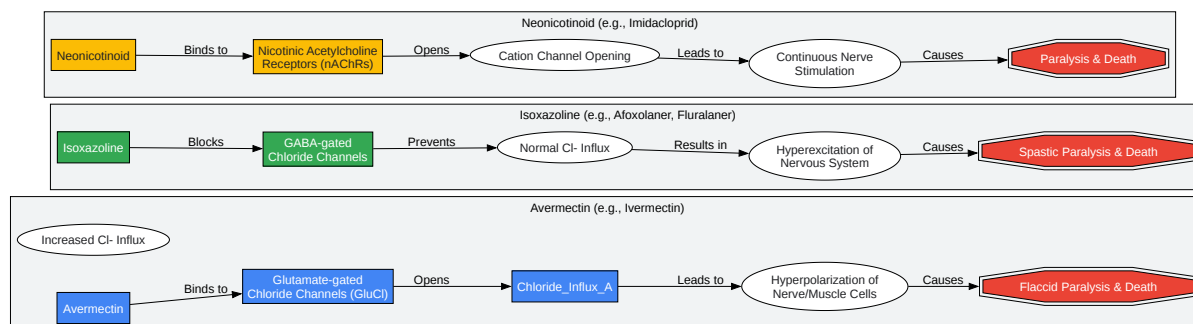 Neonicotinoid (e.g., Imidacloprid)
Neonicotinoid
Binds to
Nicotinic Acetylcholine
Receptors (nAChRs)
Opens
Cation Channel Opening
Leads to
Continuous Nerve
Stimulation
Causes
Paralysis & Death
Isoxazoline (e.g., Afoxolaner, Fluralaner)
Isoxazoline
Blocks
GABA-gated
Chloride Channels
Prevents
Normal Cl- Influx
Results in
Hyperexcitation of
Nervous System
Causes
Spastic Paralysis & Death
Avermectin (e.g., Ivermectin)
Increased Cl- Influx
Avermectin
Binds to
Glutamate-gated
Chloride Channels (GluCl)
Opens
Chloride_Influx_A
Leads to
Hyperpolarization of
Nerve/Muscle Cells
Causes
Flaccid Paralysis & Death